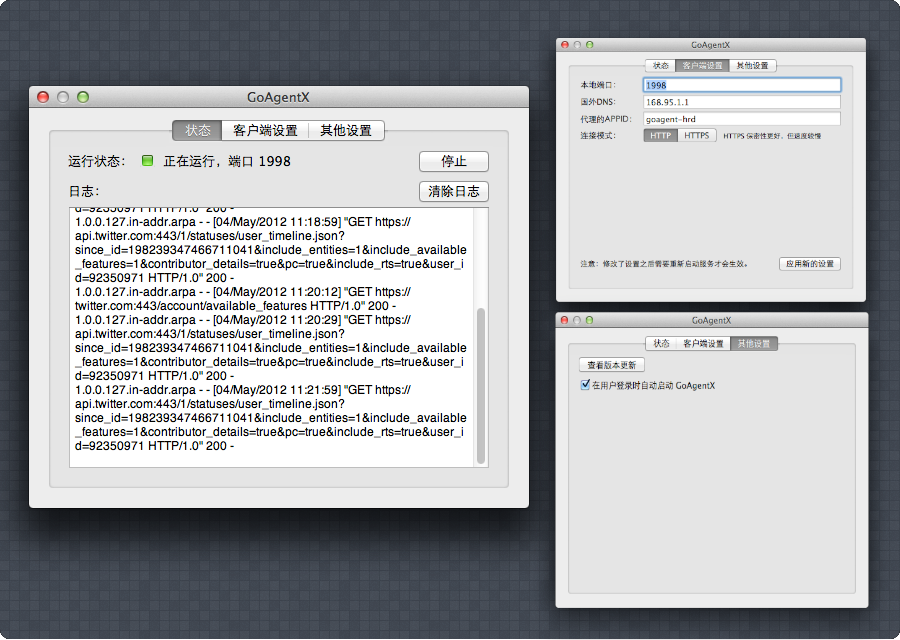 GoAgentX
状态 客户端设置 其他设置
运行状态： 正在运行，端口 1998 停止
日志： 清除日志
d=92350971 HTTP/1.0" 200 -
1.0.0.127.in-addr.arpa - - [04/May/2012 11:18:59] "GET https://
api.twitter.com:443/1/statuses/user_timeline.json?
since_id=198239347466711041&include_entities=1&include_available
_features=1&contributor_details=true&pc=true&include_rts=true&user_i
d=92350971 HTTP/1.0" 200 -
1.0.0.127.in-addr.arpa - - [04/May/2012 11:20:12] "GET https://
twitter.com:443/account/available_features HTTP/1.0" 200 -
1.0.0.127.in-addr.arpa - - [04/May/2012 11:20:29] "GET https://
api.twitter.com:443/1/statuses/user_timeline.json?
since_id=198239347466711041&include_entities=1&include_available
_features=1&contributor_details=true&pc=true&include_rts=true&user_i
d=92350971 HTTP/1.0" 200 -
1.0.0.127.in-addr.arpa - - [04/May/2012 11:21:59] "GET https://
api.twitter.com:443/1/statuses/user_timeline.json?
since_id=198239347466711041&include_entities=1&include_available
_features=1&contributor_details=true&pc=true&include_rts=true&user_i
d=92350971 HTTP/1.0" 200 -
GoAgentX
状态 客户端设置 其他设置
本地端口： 1998
国外DNS： 168.95.1.1
代理的APPID： goagent-hrd
连接模式： HTTP HTTPS HTTPS 保密性更好，但速度较慢
注意：修改了设置之后需要重新启动服务才会生效。 应用新的设置
GoAgentX
状态 客户端设置 其他设置
查看版本更新
在用户登录时自动启动 GoAgentX